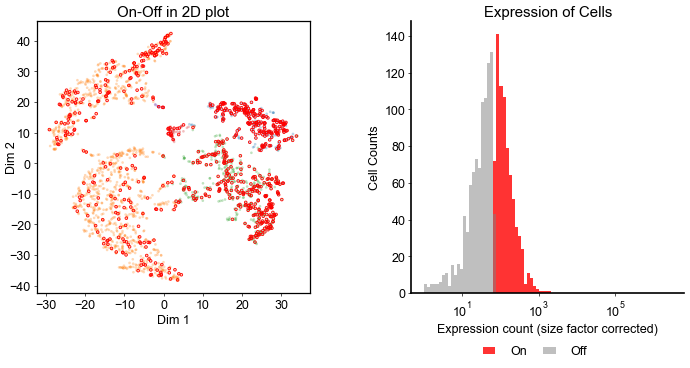 On-Off in 2D plot
Dim 2
40
30
20
10
0
−10
−20
−30
−40
−30 −20 −10 0 10 20 30
Dim 1
Expression of Cells
Cell Counts
140
120
100
80
60
40
20
0
10^1 10^3 10^5
Expression count (size factor corrected)
On Off